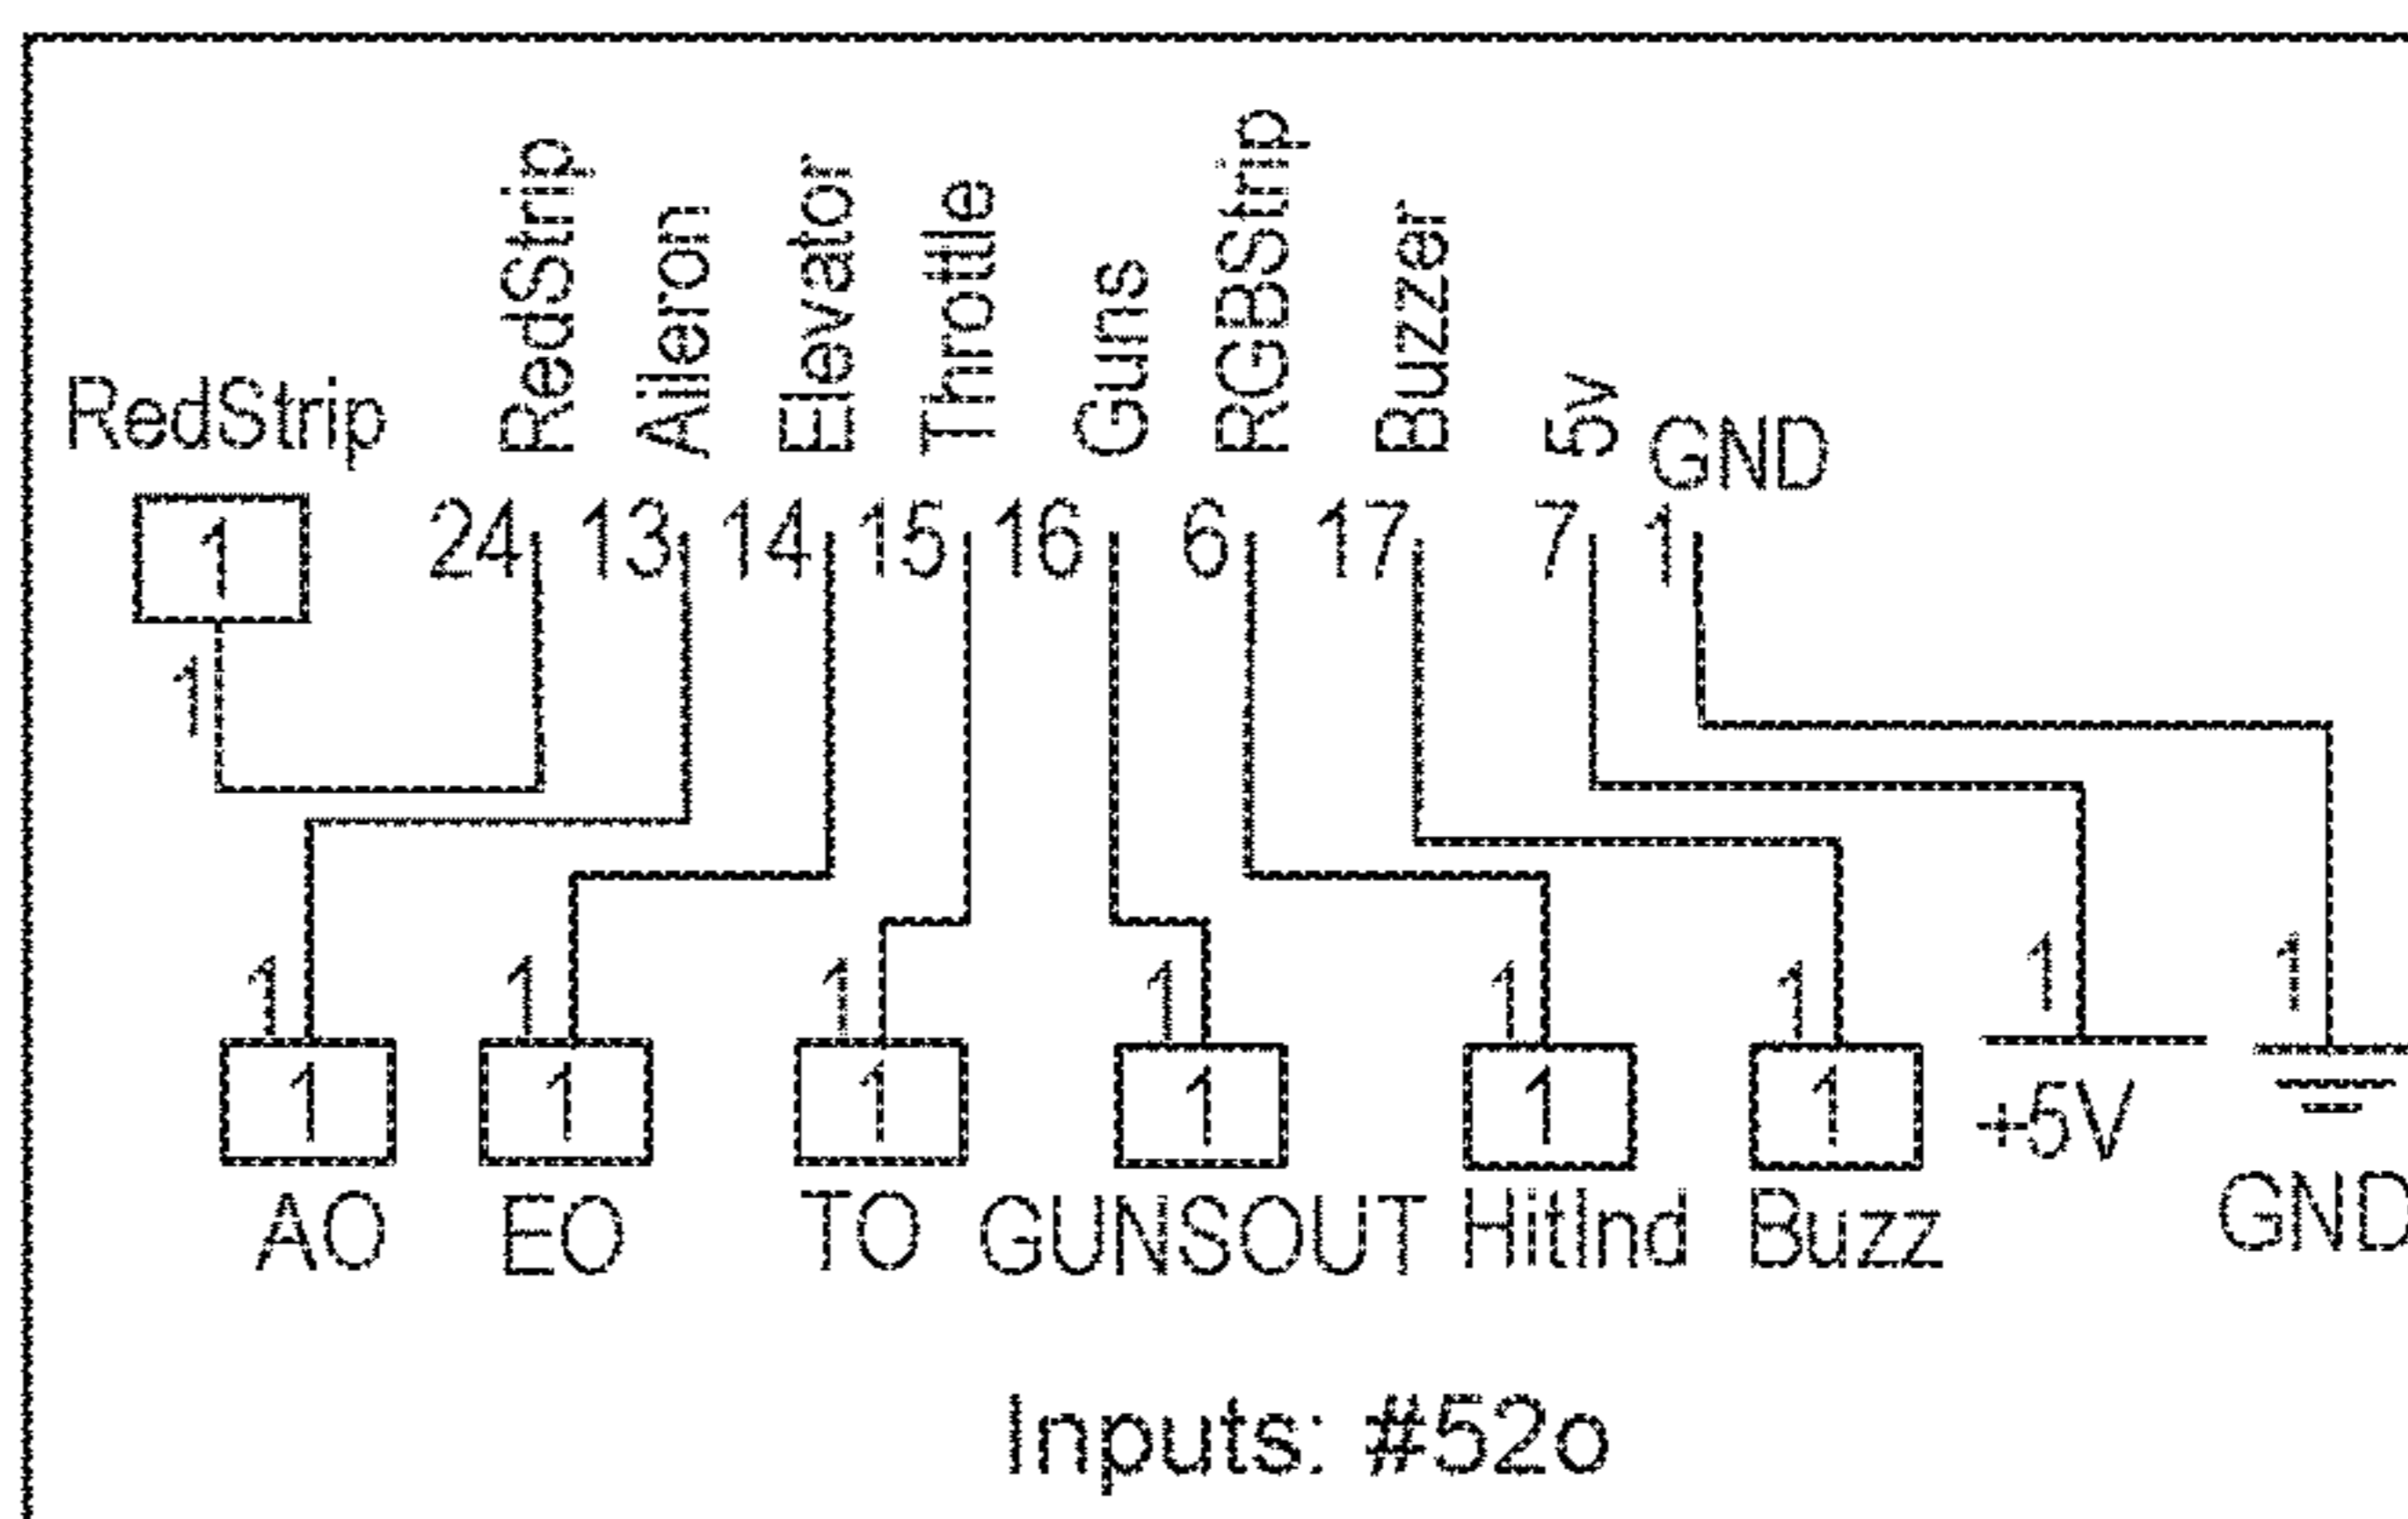 RedStrip
Aileron
Elevator
Throttle
Guns
RGBStrip
Buzzer
5v
GND
RedStrip
1
24 13 14 15 16 6 17 7 1
1
1 1 1 1 1 1 1 1
1 1 1 1 1 1
AO EO TO GUNSOUT HitInd Buzz +5V GND
Inputs: #52o